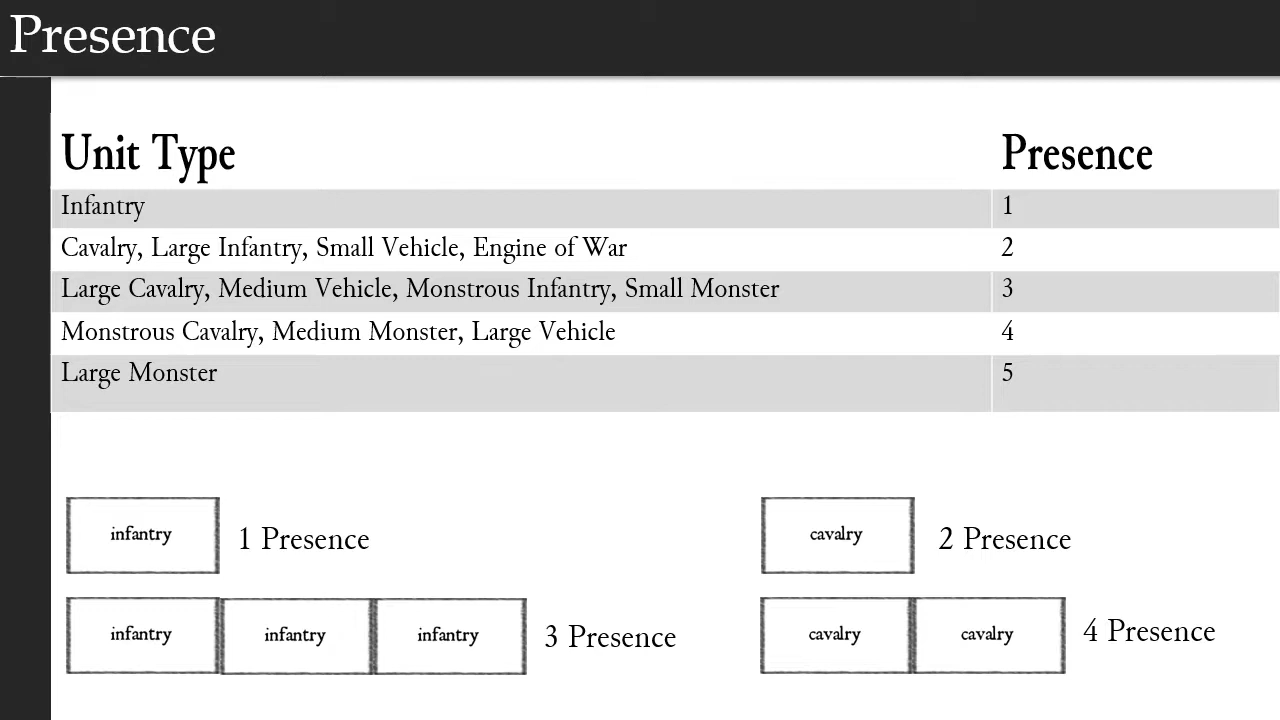 Presence
Unit Type Presence
Infantry 1
Cavalry, Large Infantry, Small Vehicle, Engine of War 2
Large Cavalry, Medium Vehicle, Monstrous Infantry, Small Monster 3
Monstrous Cavalry, Medium Monster, Large Vehicle 4
Large Monster 5
infantry 1 Presence cavalry 2 Presence
infantry infantry infantry 3 Presence cavalry cavalry 4 Presence